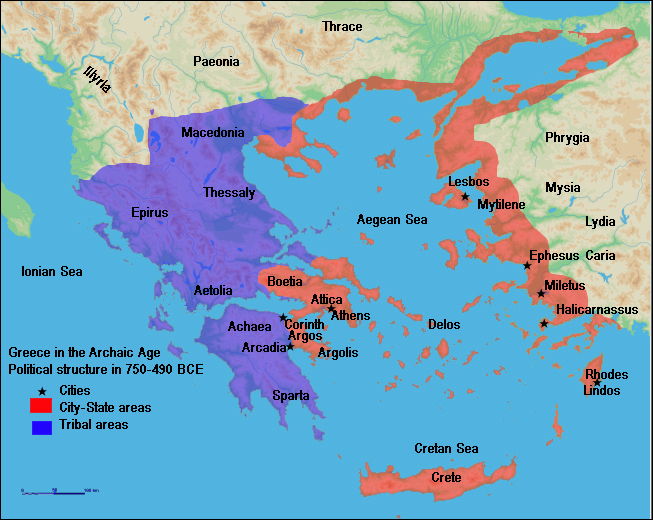 Thrace
Paeonia
Illyria
Macedonia
Phrygia
Thessaly
Lesbos
Mysia
Mytilene
Epirus
Aegean Sea
Lydia
Ephesus Caria
Ionian Sea
Boetia
Miletus
Aetolia
Attica
Athens
Halicarnassus
Achaea
Corinth
Delos
Argos
Arcadia
Argolis
Greece in the Archaic Age
Political structure in 750-490 BCE
Rhodes
Lindos
Cities
City-State areas
Tribal areas
Sparta
Cretan Sea
Crete